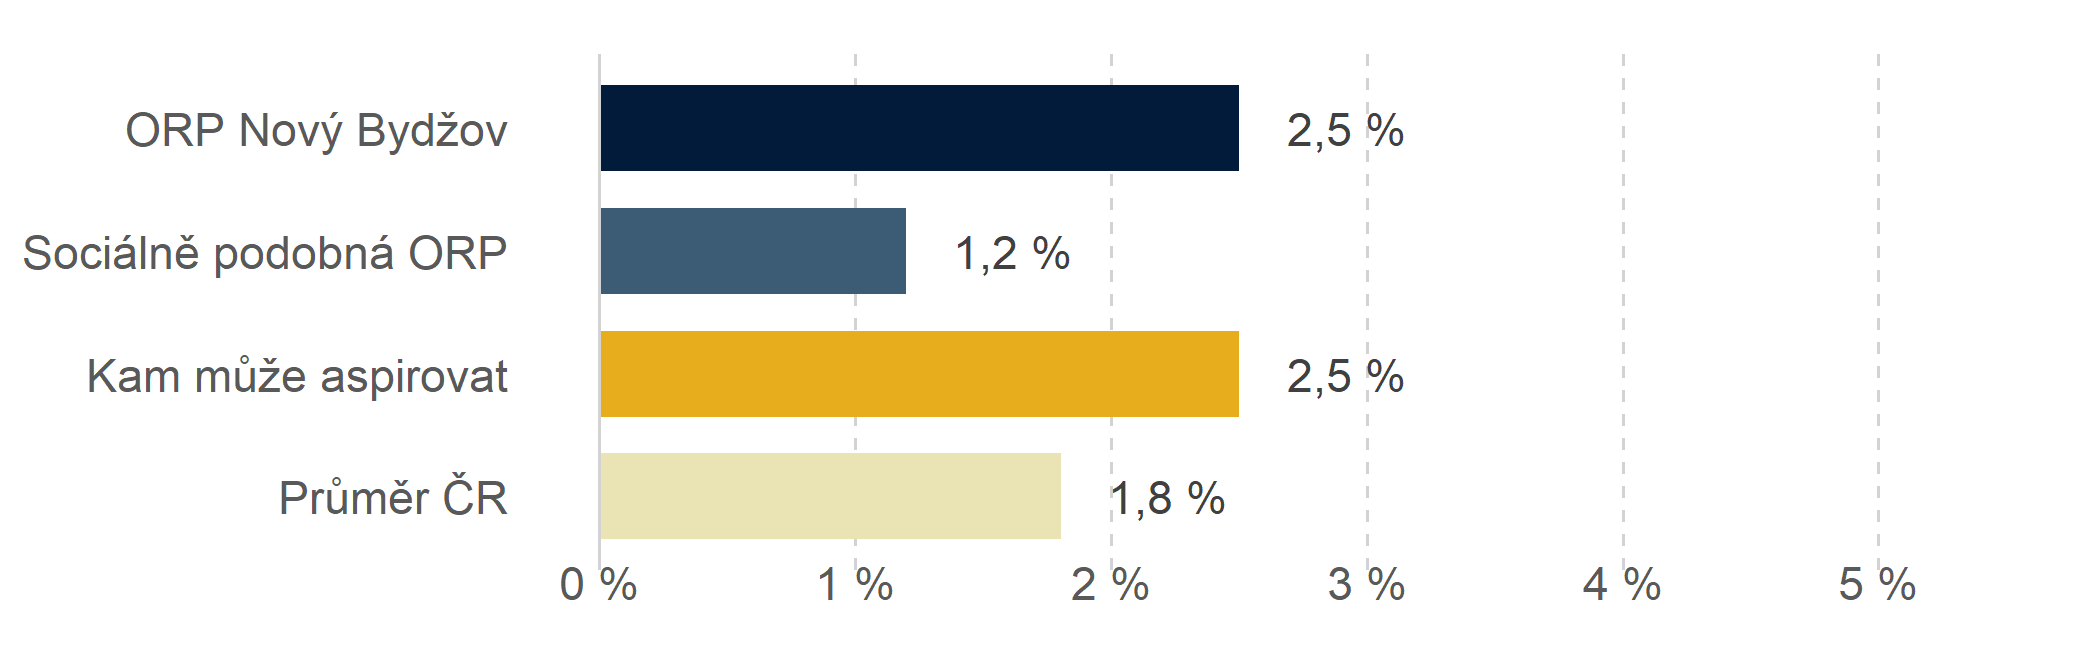 ORP Nový Bydžov 2,5 %
Sociálně podobná ORP 1,2 %
Kam může aspirovat 2,5 %
Průměr ČR 1,8 %
0 % 1 % 2 % 3 % 4 % 5 %